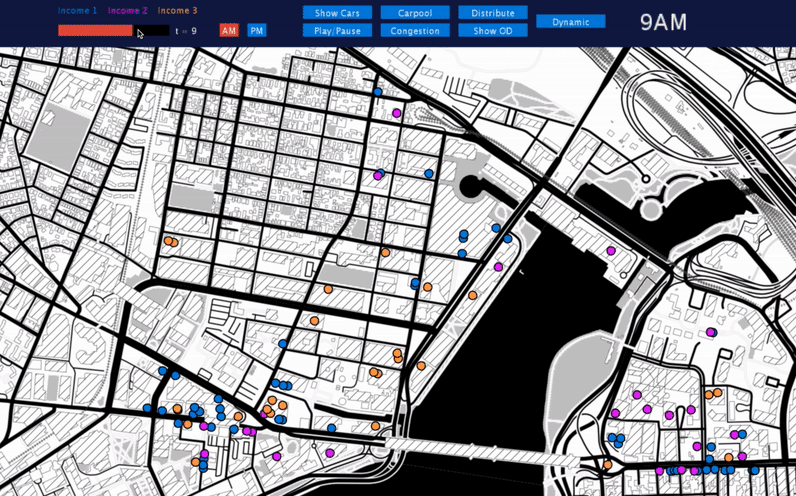 Income 1 Income 2 Income 3
Show Cars Carpool Distribute
Dynamic
9AM
t = 9 AM PM
Play/Pause Congestion Show OD